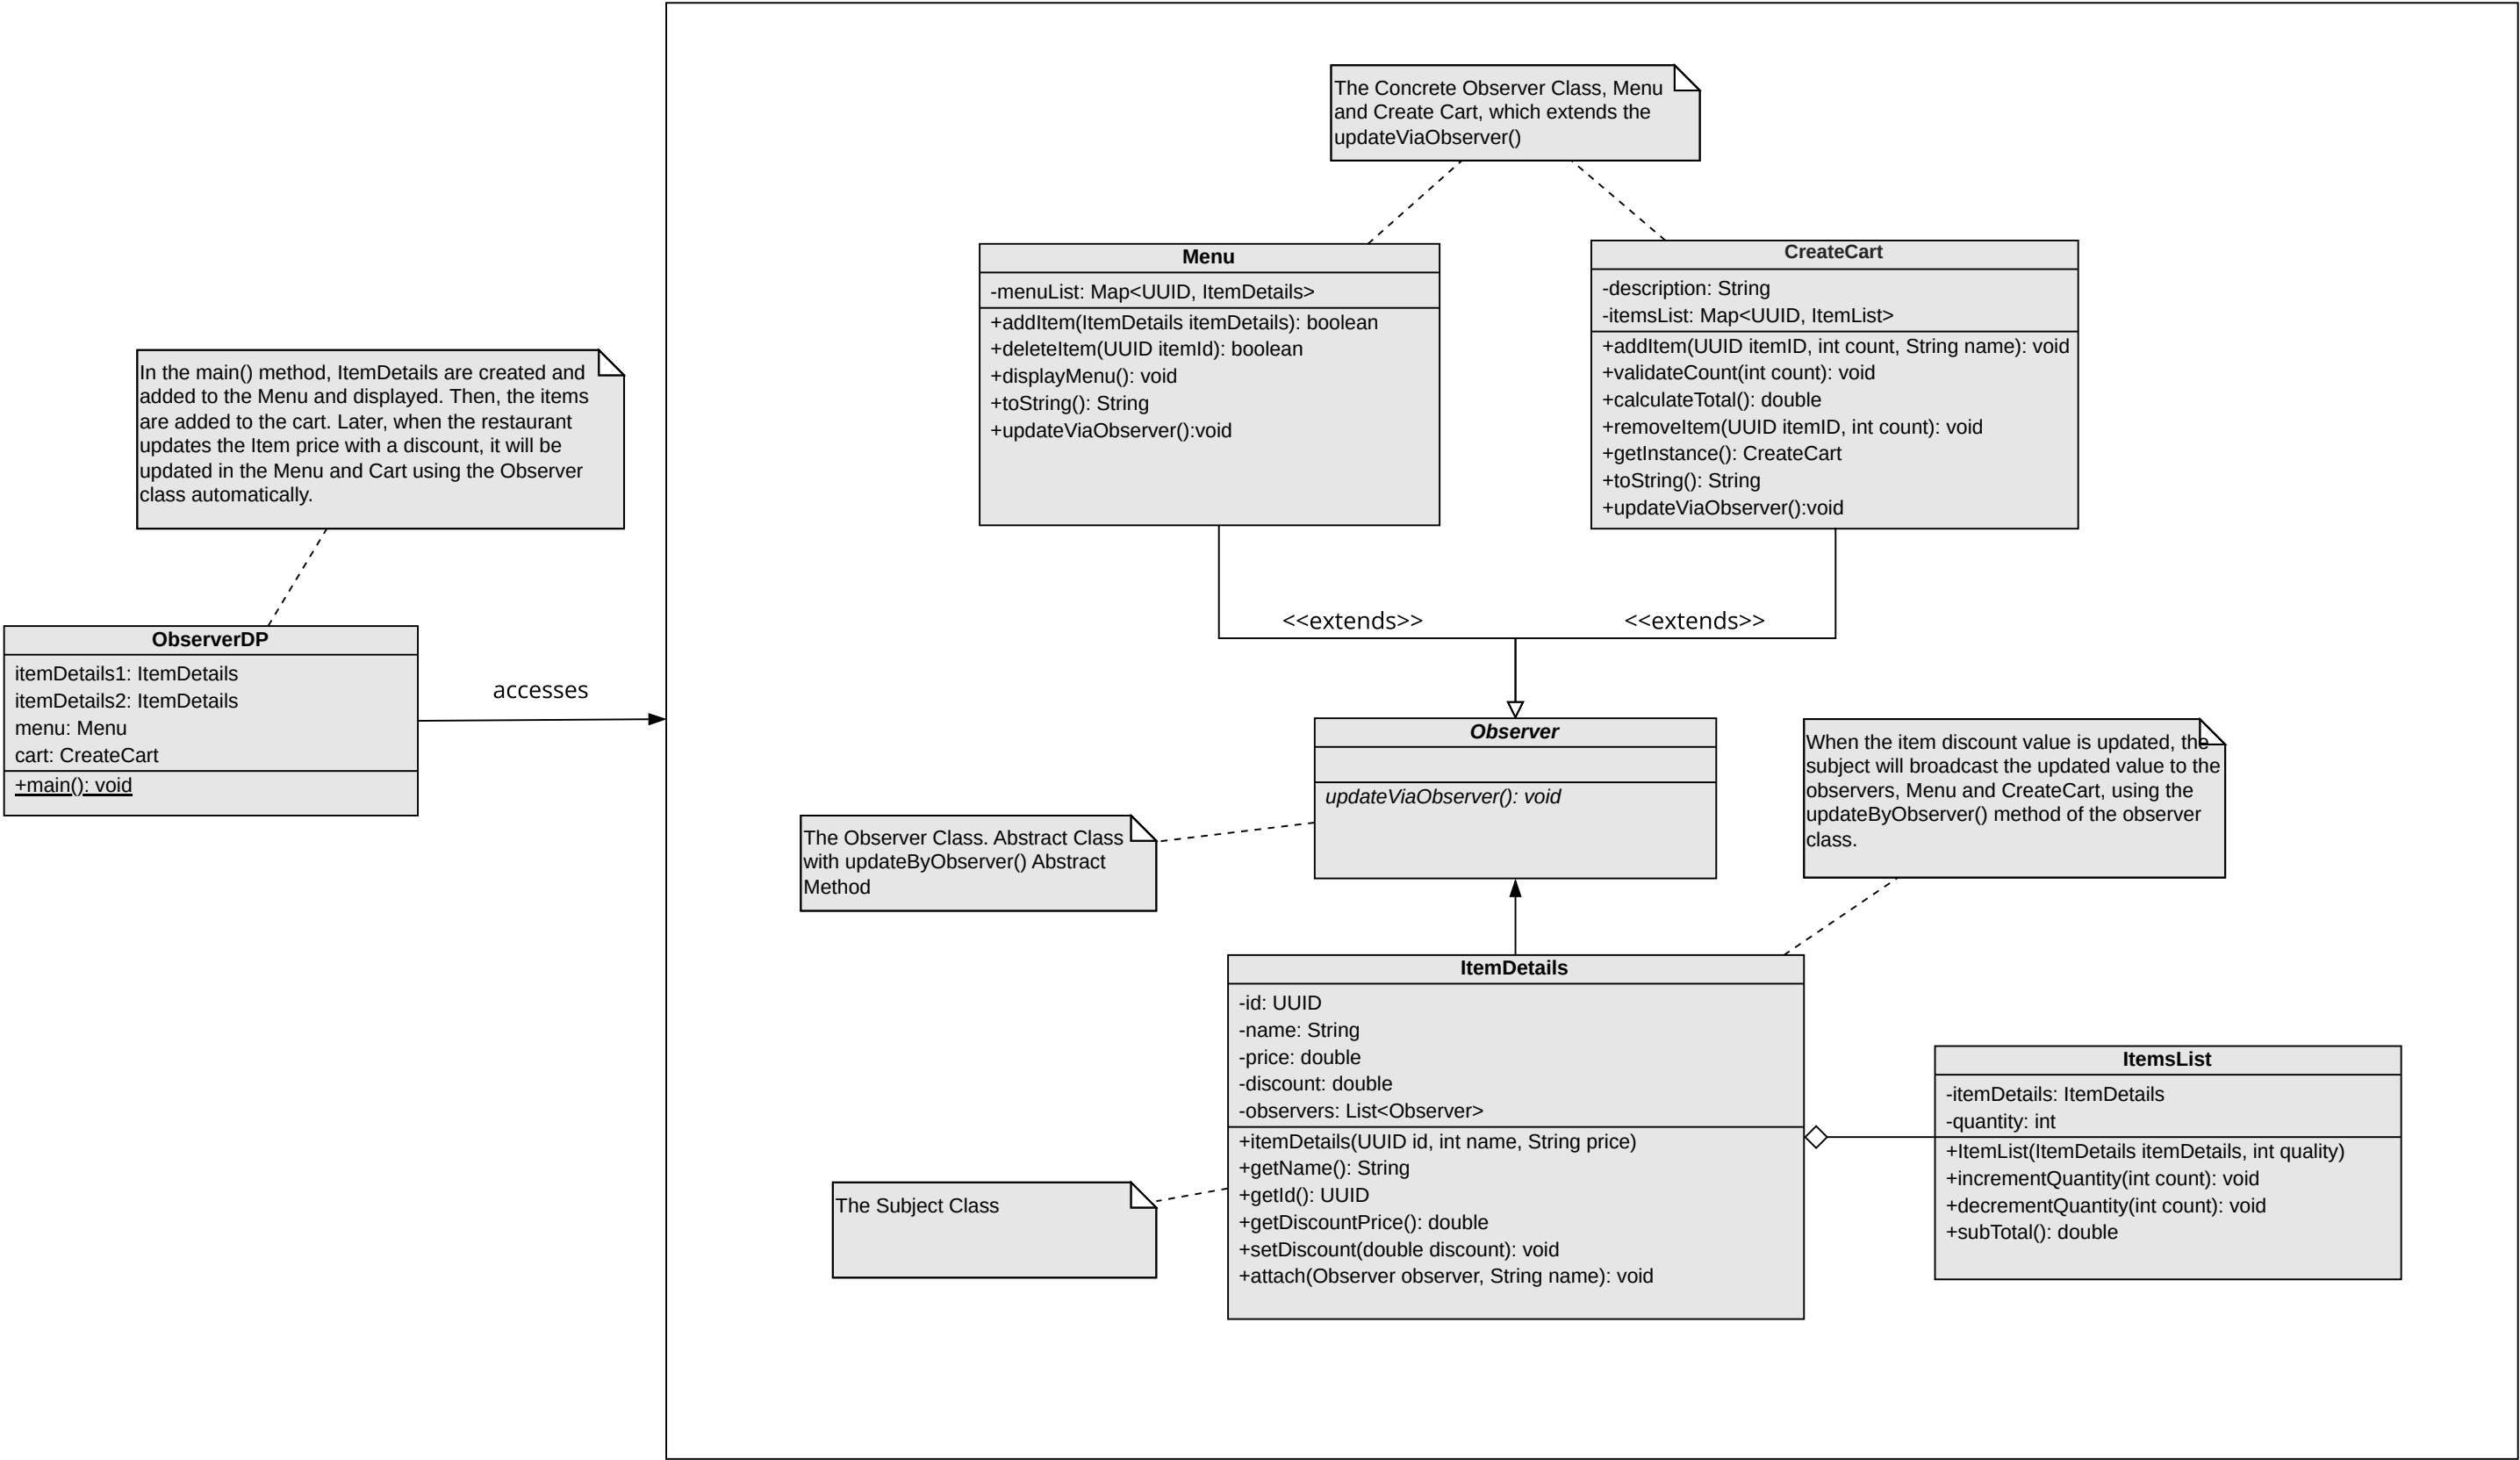 The Concrete Observer Class, Menu
and Create Cart, which extends the
updateViaObserver()
Menu
-menuList: Map<UUID, ItemDetails>
+addItem(ItemDetails itemDetails): boolean
+deleteItem(UUID itemId): boolean
+displayMenu(): void
+toString(): String
+updateViaObserver():void
CreateCart
-description: String
-itemsList: Map<UUID, ItemList>
+addItem(UUID itemID, int count, String name): void
+validateCount(int count): void
+calculateTotal(): double
+removeItem(UUID itemID, int count): void
+getInstance(): CreateCart
+toString(): String
+updateViaObserver():void
In the main() method, ItemDetails are created and
added to the Menu and displayed. Then, the items
are added to the cart. Later, when the restaurant
updates the Item price with a discount, it will be
updated in the Menu and Cart using the Observer
class automatically.
<<extends>>
<<extends>>
ObserverDP
itemDetails1: ItemDetails
itemDetails2: ItemDetails
menu: Menu
cart: CreateCart
+main(): void
accesses
Observer
updateViaObserver(): void
When the item discount value is updated, the
subject will broadcast the updated value to the
observers, Menu and CreateCart, using the
updateByObserver() method of the observer
class.
The Observer Class. Abstract Class
with updateByObserver() Abstract
Method
ItemDetails
-id: UUID
-name: String
-price: double
-discount: double
-observers: List<Observer>
+itemDetails(UUID id, int name, String price)
+getName(): String
+getId(): UUID
+getDiscountPrice(): double
+setDiscount(double discount): void
+attach(Observer observer, String name): void
ItemsList
-itemDetails: ItemDetails
-quantity: int
+ItemList(ItemDetails itemDetails, int quality)
+incrementQuantity(int count): void
+decrementQuantity(int count): void
+subTotal(): double
The Subject Class